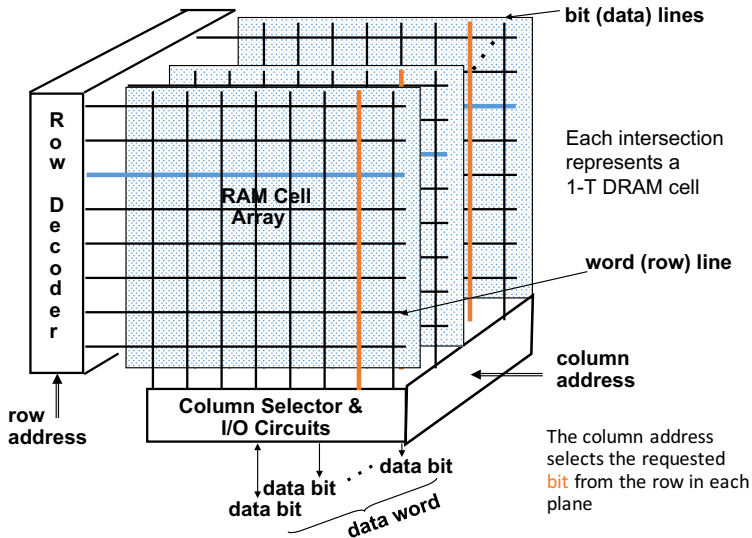 bit (data) lines
Row Decoder
Each intersection
represents a
1-T DRAM cell
RAM Cell
Array
word (row) line
column
address
row
address
Column Selector &
I/O Circuits
The column address
selects the requested
bit from the row in each
plane
data bit
data bit
data bit
data word